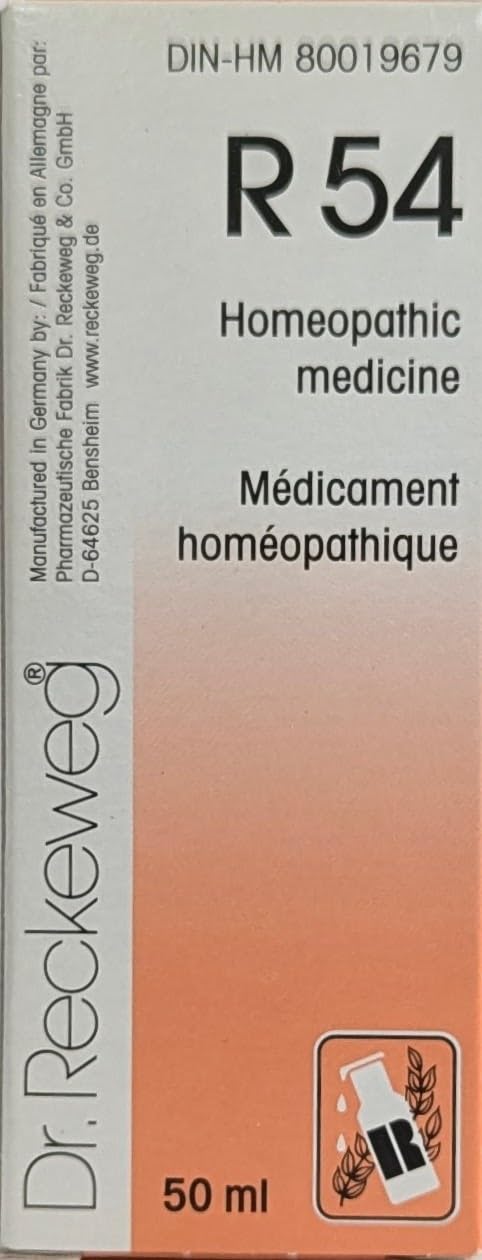 DIN-HM 80019679
R 54
Homeopathic
medicine
Médicament
homéopathique
Manufactured in Germany by: / Fabriqué en Allemagne par:
Pharmazeutische Fabrik Dr. Reckeweg & Co. GmbH
D-64625 Bensheim www.reckeweg.de
Dr. Reckeweg®
50 ml
R